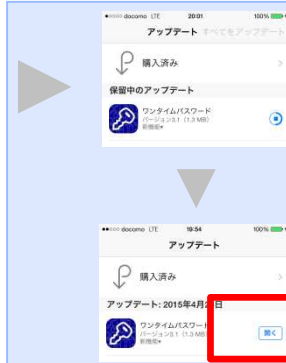 docomo LTE 20:01 100%
アップデート すべてをアップデート
購入済み
保留中のアップデート
ワンタイムパスワード
バージョン3.1 (1.3 MB)
新機能
docomo LTE 19:54 100%
アップデート
購入済み
アップデート: 2015年4月2 日
ワンタイムパスワード
バージョン3.1 (1.3 MB)
新機能
開く